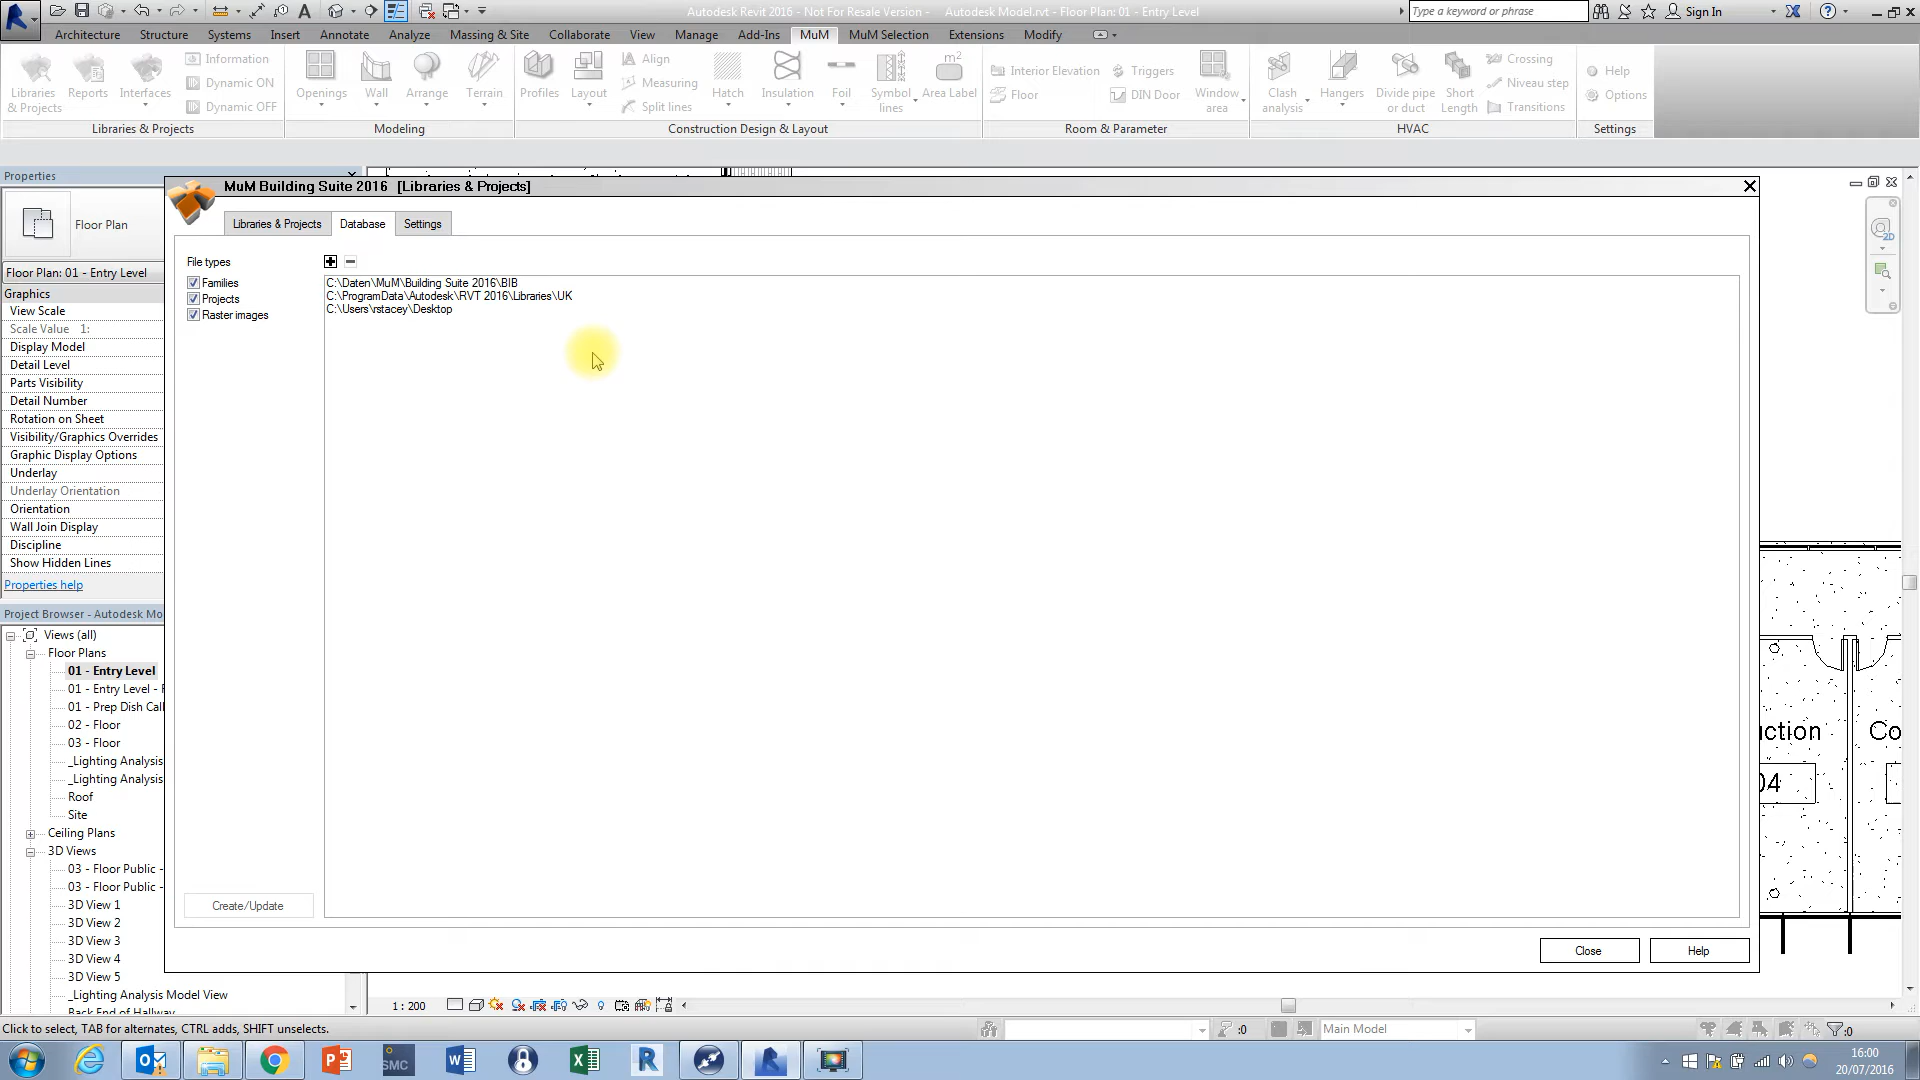 Autodesk Revit 2016 - Not For Resale Version - Autodesk Model.rvt - Floor Plan: 01 - Entry Level
Type a keyword or phrase
Sign In
Architecture Structure Systems Insert Annotate Analyze Massing & Site Collaborate View Manage Add-Ins MuM MuM Selection Extensions Modify
Libraries & Projects
Reports
Interfaces
Information
Dynamic ON
Dynamic OFF
Openings
Wall
Arrange
Terrain
Profiles
Layout
Align
Measuring
Split lines
Hatch
Insulation
Foil
Symbol lines
m²
Area Label
Interior Elevation
Floor
Triggers
DIN Door
Window area
Clash analysis
Hangers
Divide pipe or duct
Short Length
Crossing
Niveau step
Transitions
Help
Options
Libraries & Projects
Modeling
Construction Design & Layout
Room & Parameter
HVAC
Settings
Properties
Floor Plan
Floor Plan: 01 - Entry Level
Graphics
View Scale
Scale Value 1:
Display Model
Detail Level
Parts Visibility
Detail Number
Rotation on Sheet
Visibility/Graphics Overrides
Graphic Display Options
Underlay
Underlay Orientation
Orientation
Wall Join Display
Discipline
Show Hidden Lines
Properties help
Project Browser - Autodesk Mo
Views (all)
Floor Plans
01 - Entry Level
01 - Entry Level -
01 - Prep Dish Call
02 - Floor
03 - Floor
_Lighting Analysis
_Lighting Analysis
Roof
Site
Ceiling Plans
3D Views
03 - Floor Public -
03 - Floor Public -
3D View 1
3D View 2
3D View 3
3D View 4
3D View 5
_Lighting Analysis Model View
Back End of Hallway
MuM Building Suite 2016 [Libraries & Projects]
Libraries & Projects Database Settings
File types
Families
Projects
Raster images
C:\Daten\MuM\Building Suite 2016\BIB
C:\ProgramData\Autodesk\RVT 2016\Libraries\UK
C:\Users\rstacey\Desktop
Create/Update
Close
Help
2D
uction
Co
04
1 : 200
Click to select, TAB for alternates, CTRL adds, SHIFT unselects.
:0
Main Model
:0
SMC
16:00
20/07/2016